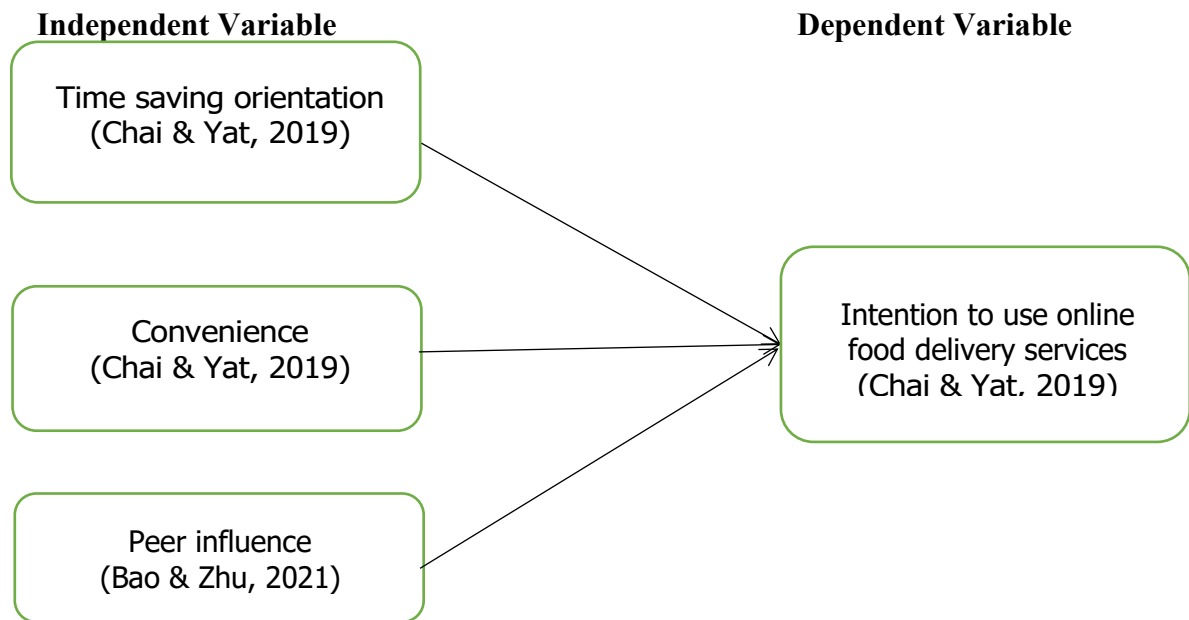 Independent Variable
Dependent Variable
Time saving orientation
(Chai & Yat, 2019)
Convenience
(Chai & Yat, 2019)
Peer influence
(Bao & Zhu, 2021)
Intention to use online
food delivery services
(Chai & Yat, 2019)